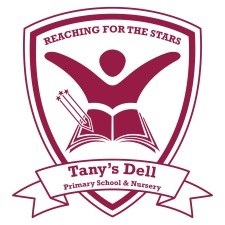 REACHING FOR THE STARS
Tany's Dell
Primary School & Nursery